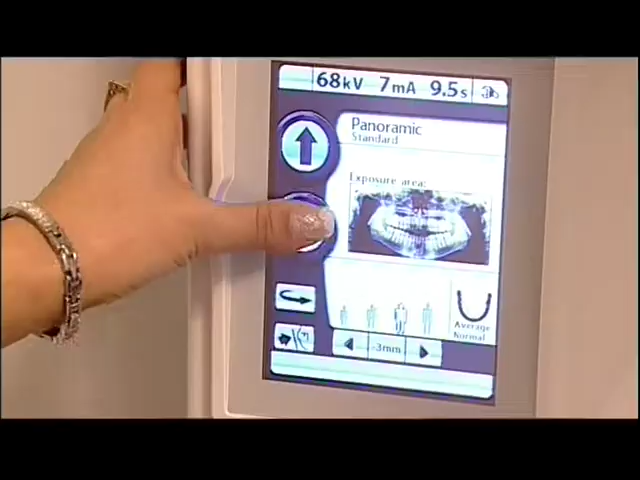 68kV 7mA 9.5s
Panoramic
Standard
Exposure area:
Average
Normal
-3mm